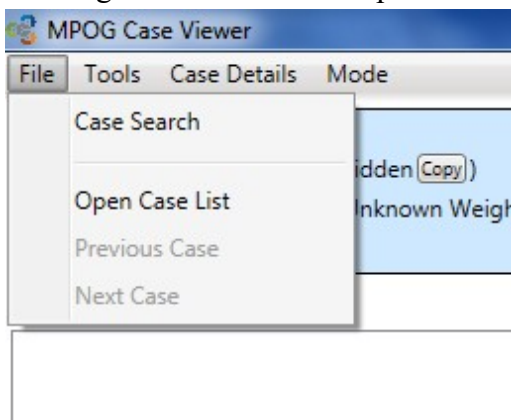 MPOG Case Viewer
File Tools Case Details Mode
Case Search
idden Copy)
Open Case List
nknown Weigh
Previous Case
Next Case